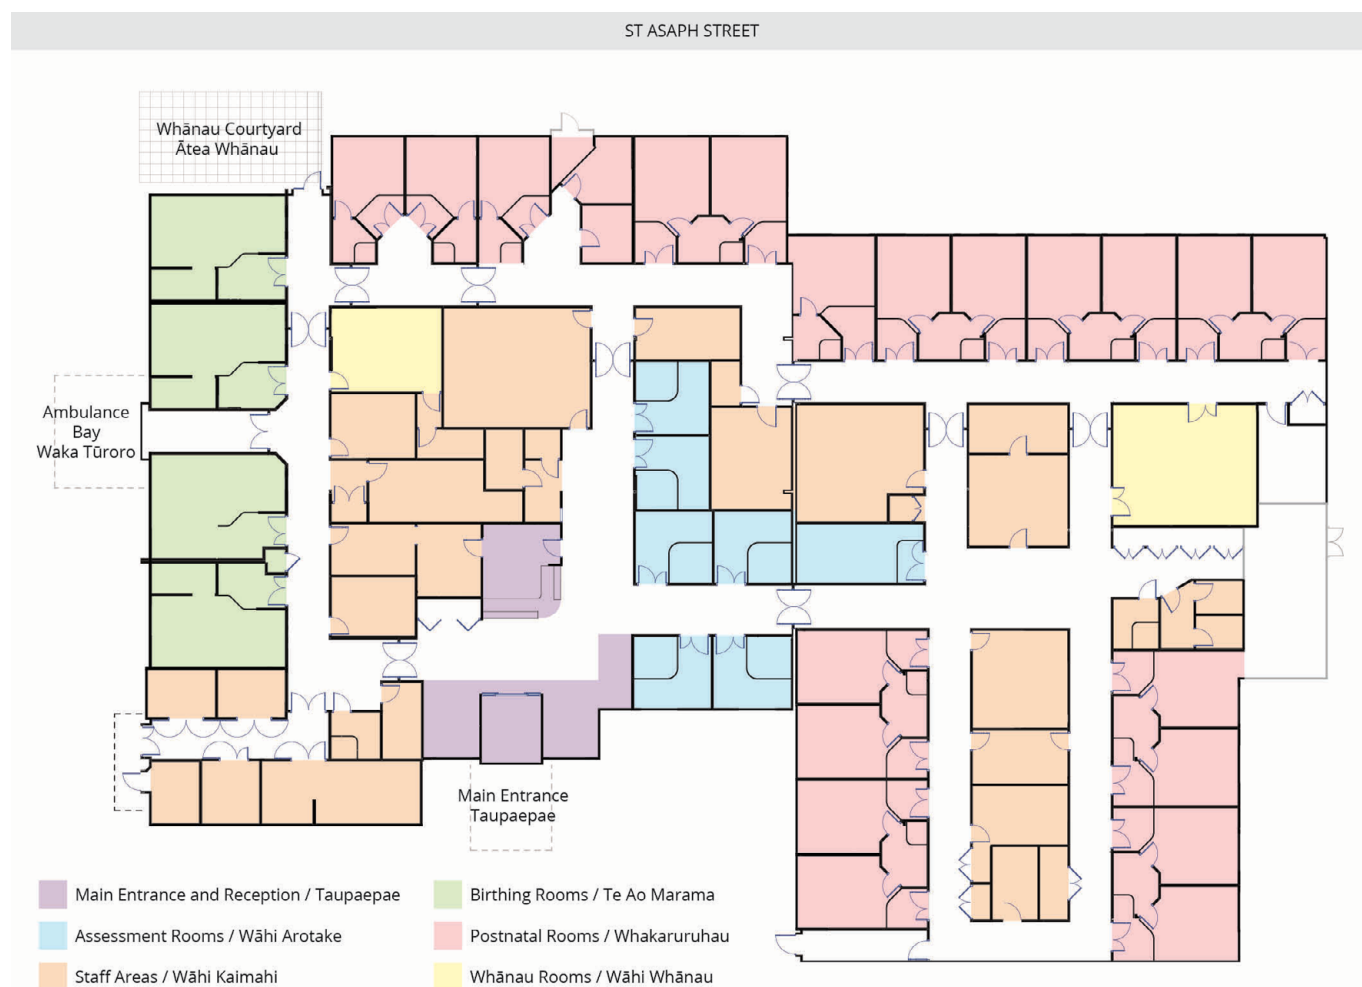 ST ASAPH STREET
Whānau Courtyard
Ātea Whānau
Ambulance
Bay
Waka Tūroro
Main Entrance
Taupaepae
Main Entrance and Reception / Taupaepae
Birthing Rooms / Te Ao Marama
Assessment Rooms / Wāhi Arotake
Postnatal Rooms / Whakaruruhau
Staff Areas / Wāhi Kaimahi
Whānau Rooms / Wāhi Whānau